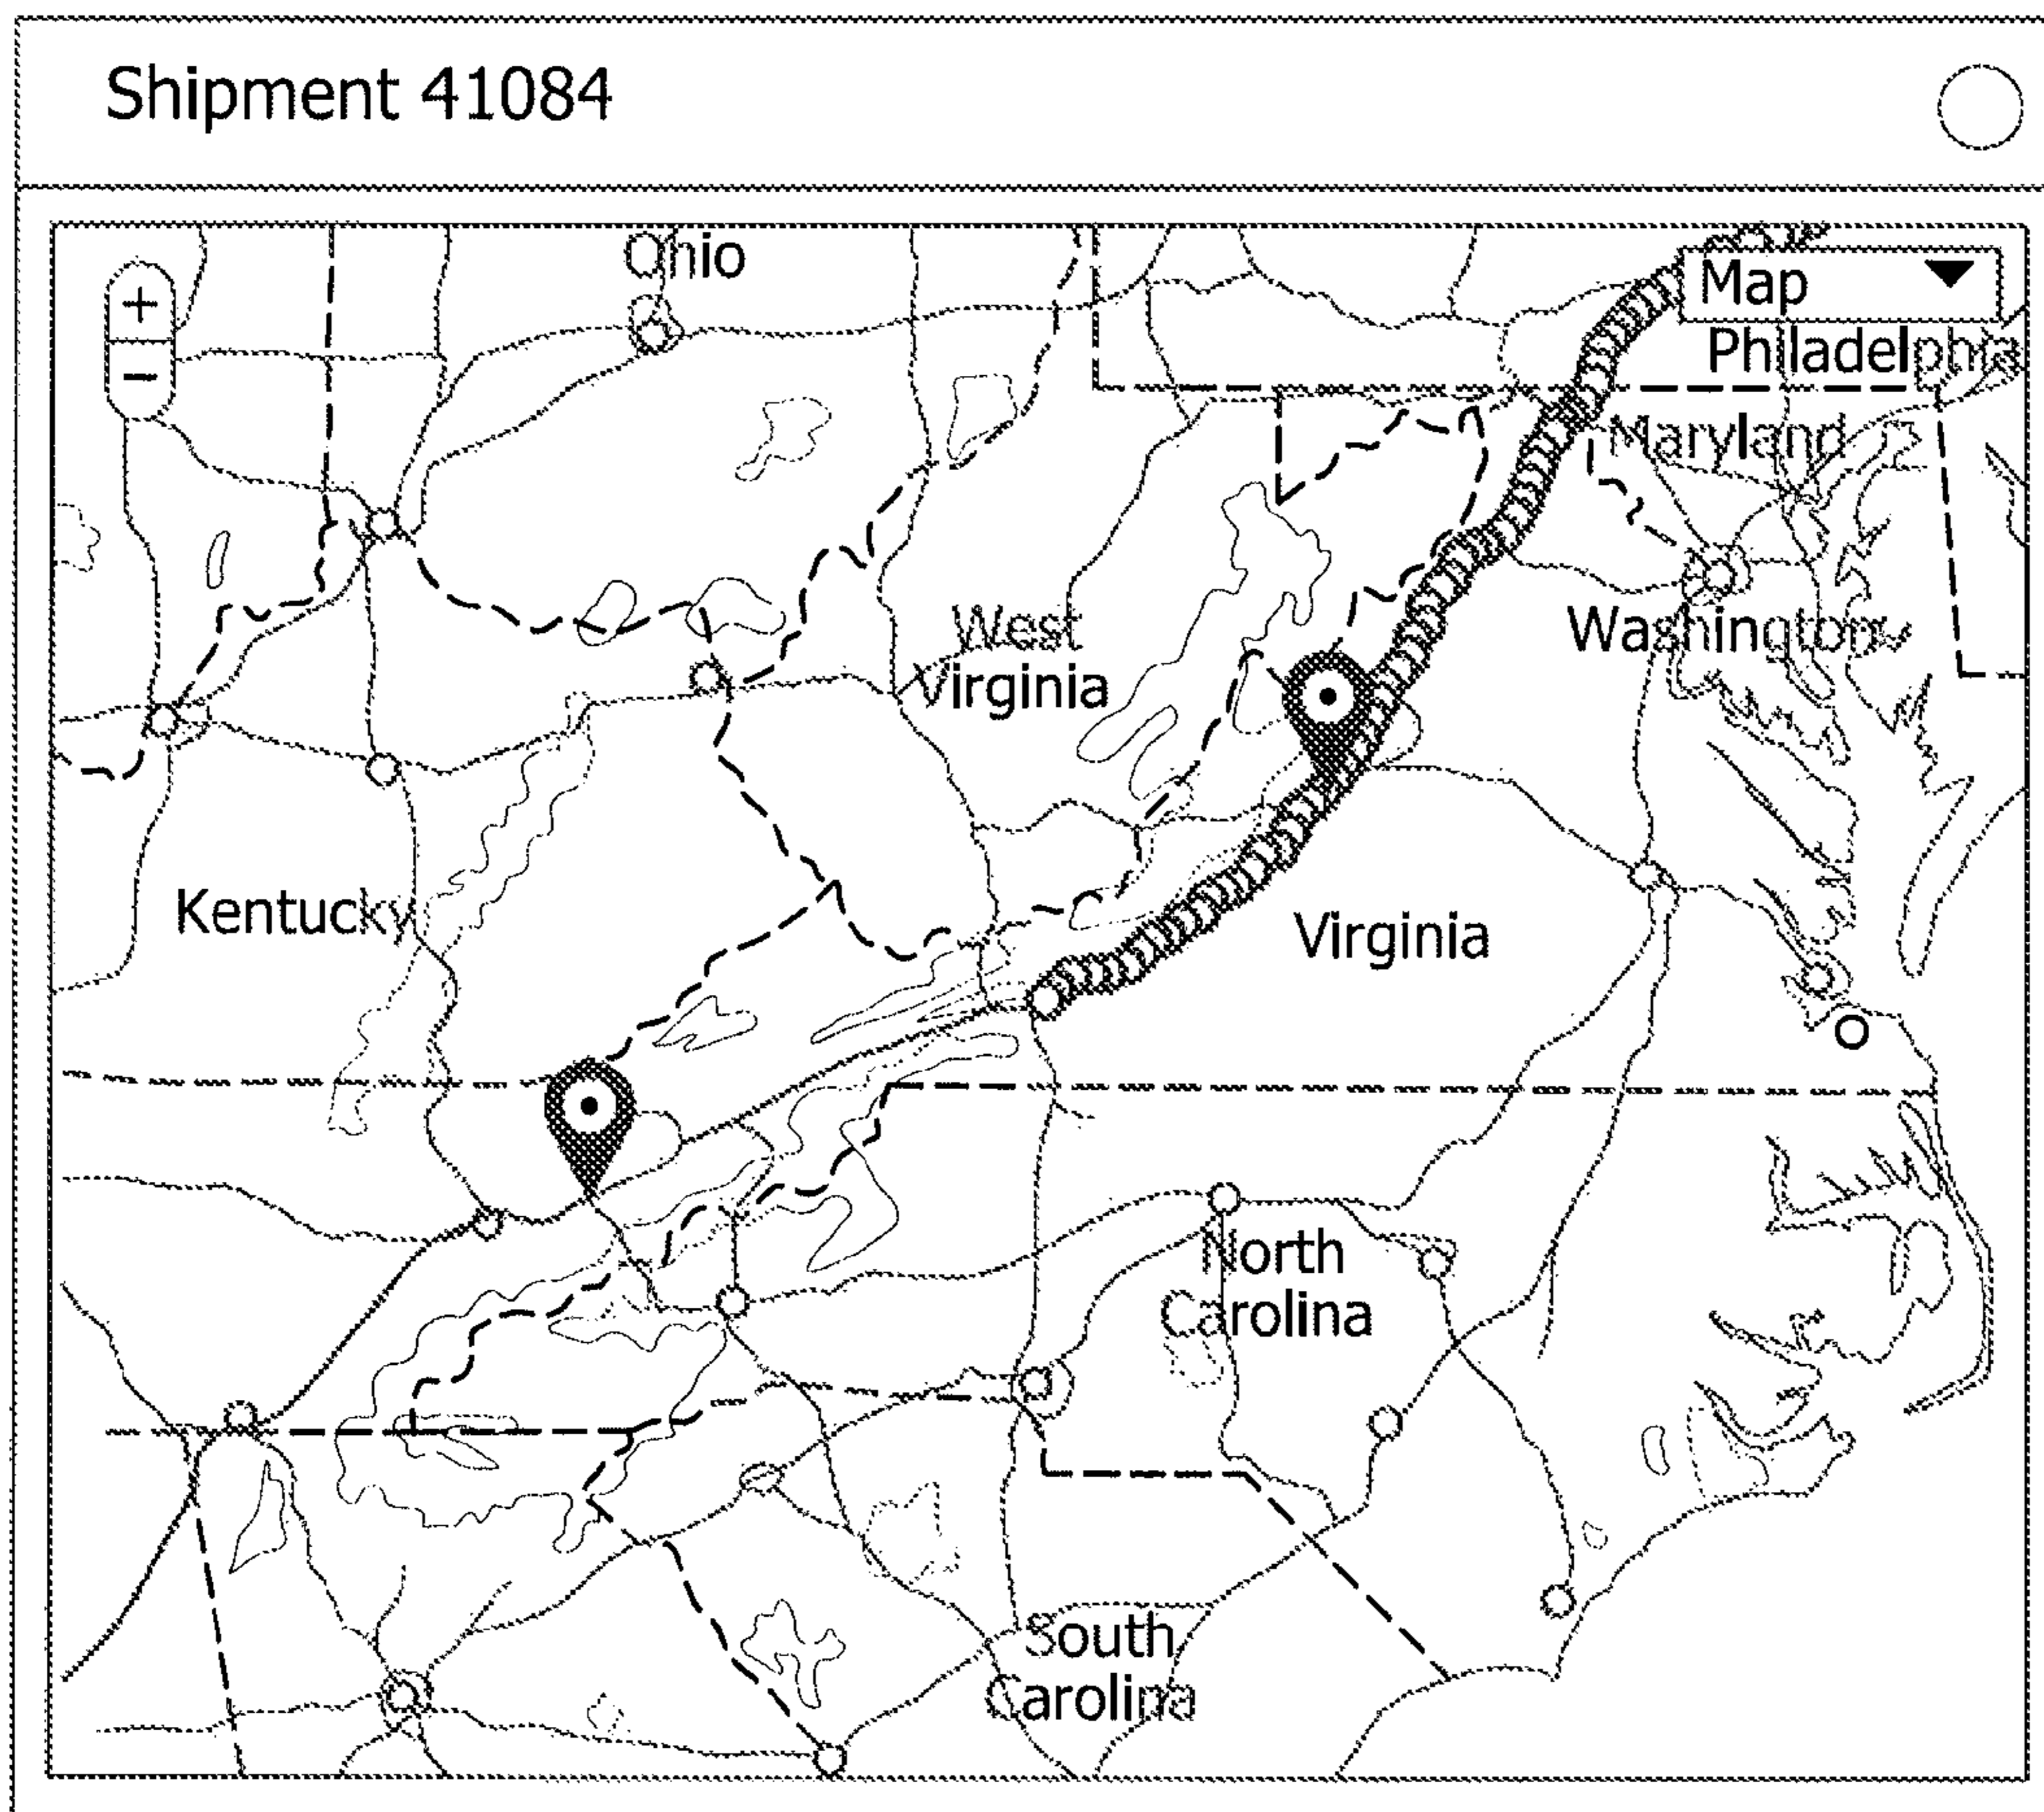 Shipment 41084
Ohio
+
Map
Philadelphia
−
Maryland
West
Virginia
Washington
Kentucky
Virginia
North
Carolina
South
Carolina